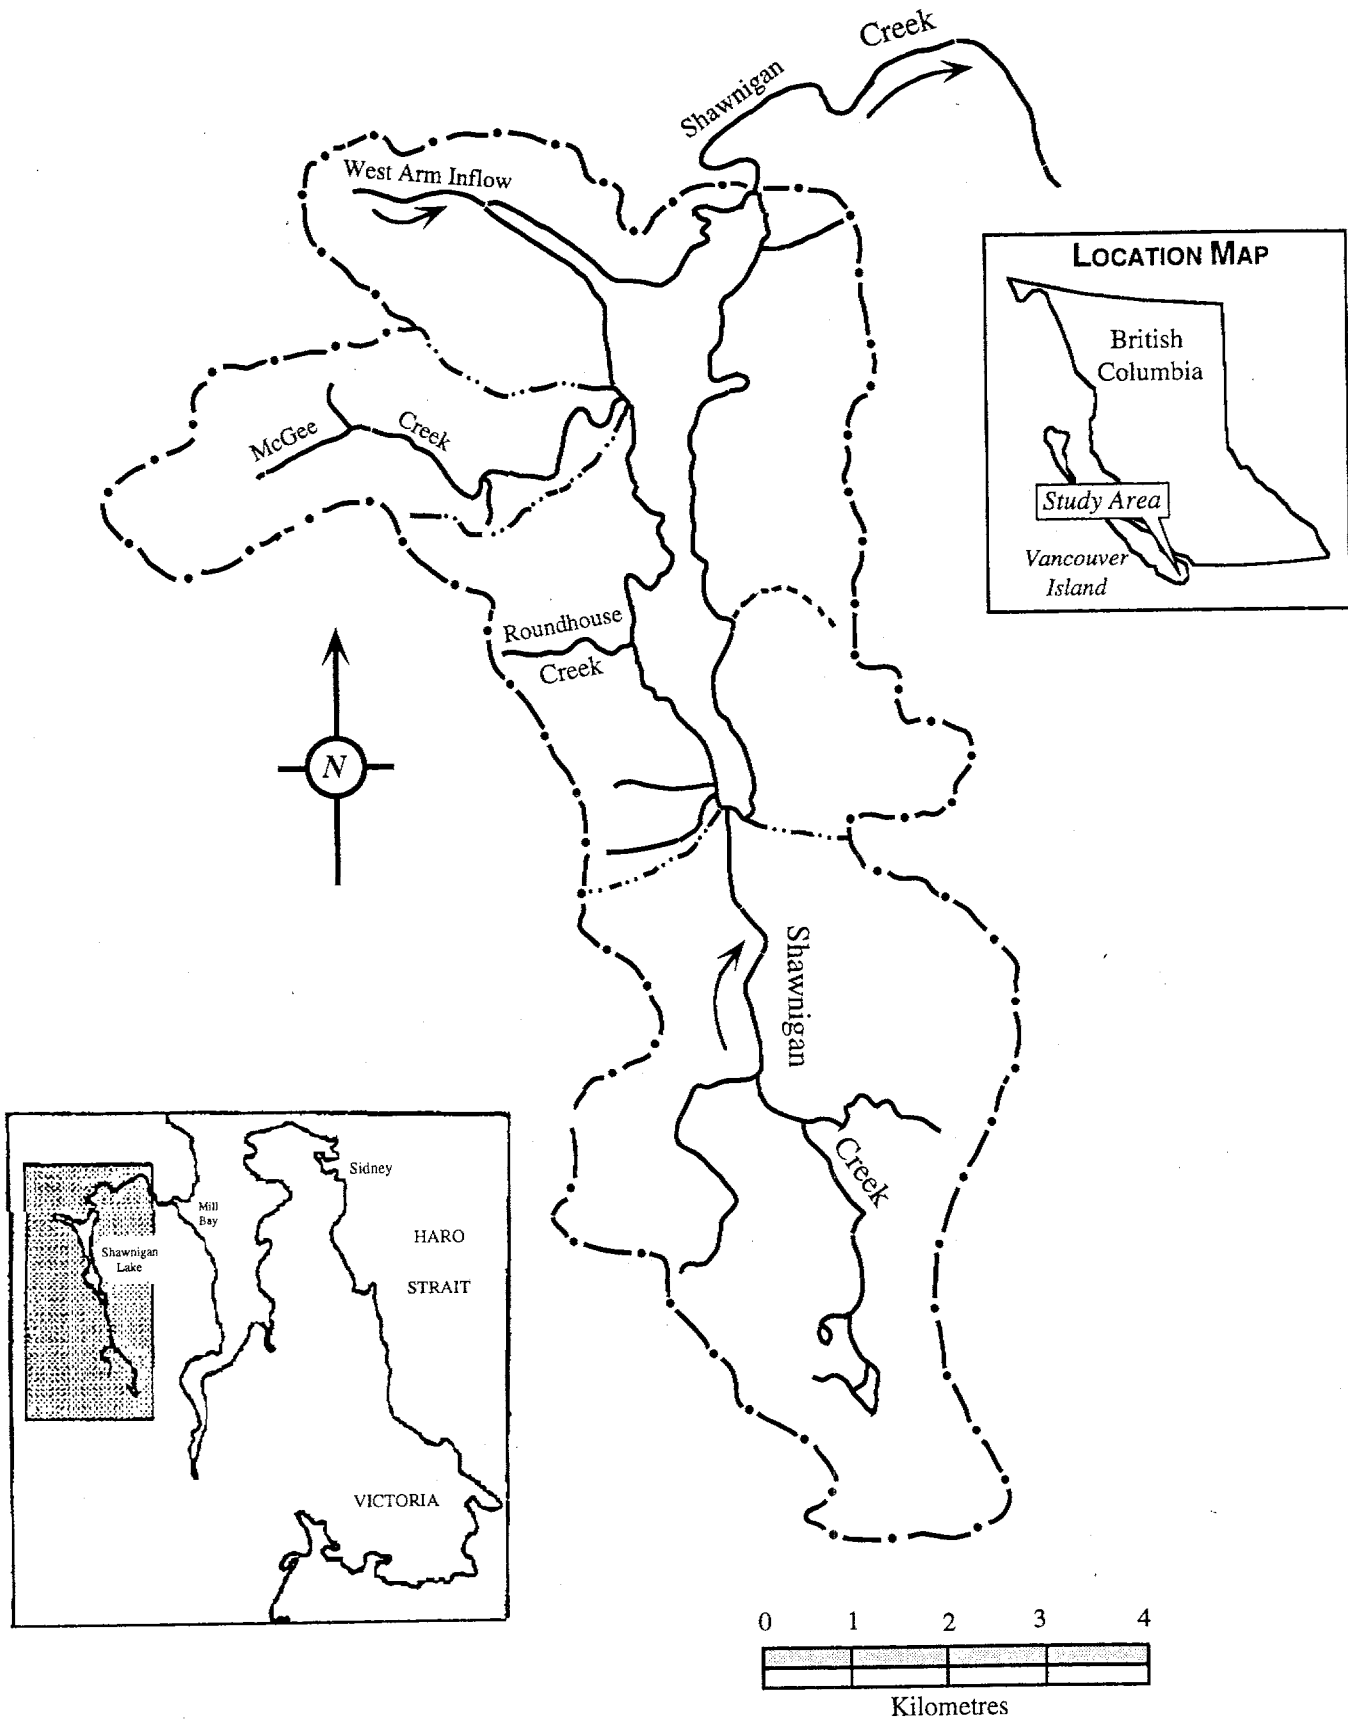 Creek
Shawnigan
West Arm Inflow
LOCATION MAP
British
Columbia
Study Area
Vancouver
Island
McGee
Creek
Roundhouse
Creek
N
Shawnigan
Creek
Sidney
Mill
Bay
HARO
Shawnigan
Lake
STRAIT
VICTORIA
0 1 2 3 4
Kilometres